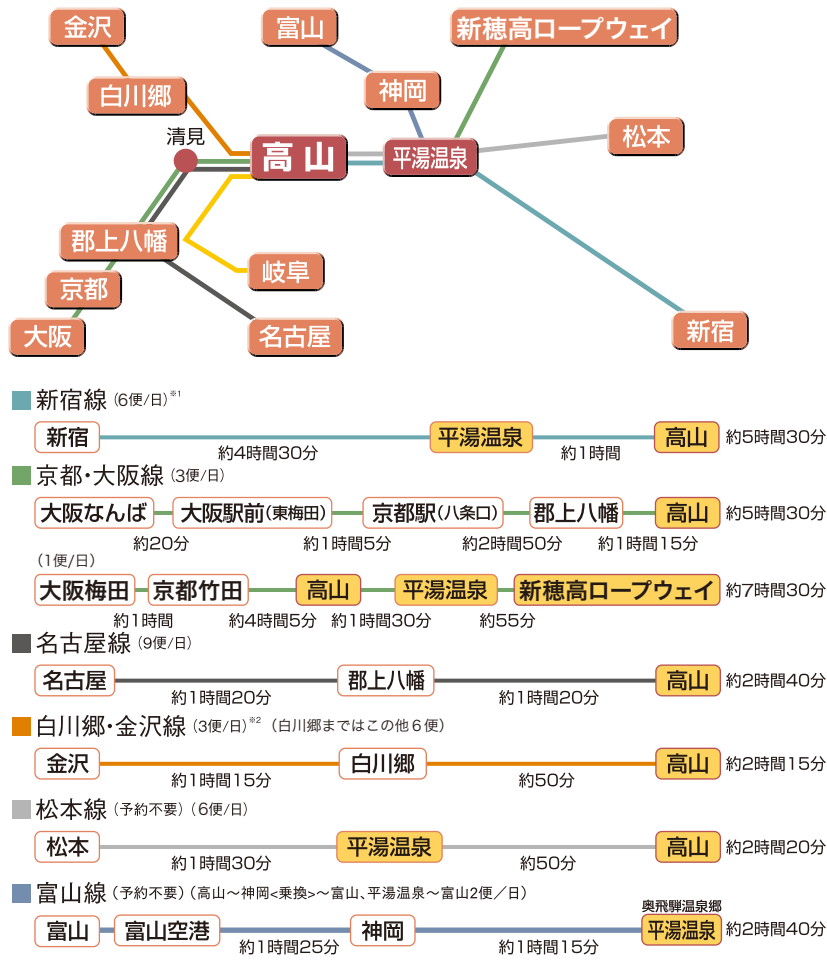 金沢
富山
新穂高ロープウェイ
白川郷
神岡
清見
高山
平湯温泉
松本
郡上八幡
岐阜
京都
大阪
名古屋
新宿
新宿線（6便/日）※1
新宿 平湯温泉 高山 約5時間30分
約4時間30分 約1時間
京都・大阪線（3便/日）
大阪なんば 大阪駅前（東梅田） 京都駅（八条口） 郡上八幡 高山 約5時間30分
約20分 約1時間5分 約2時間50分 約1時間15分
（1便/日）
大阪梅田 京都竹田 高山 平湯温泉 新穂高ロープウェイ 約7時間30分
約1時間 約4時間5分 約1時間30分 約55分
名古屋線（9便/日）
名古屋 郡上八幡 高山 約2時間40分
約1時間20分 約1時間20分
白川郷・金沢線（3便/日）※2（白川郷まではこの他６便）
金沢 白川郷 高山 約2時間15分
約1時間15分 約50分
松本線（予約不要）（6便/日）
松本 平湯温泉 高山 約2時間20分
約1時間30分 約50分
富山線（予約不要）（高山〜神岡<乗換>〜富山、平湯温泉〜富山2便／日）
奥飛騨温泉郷
富山 富山空港 神岡 平湯温泉 約2時間40分
約1時間25分 約1時間15分